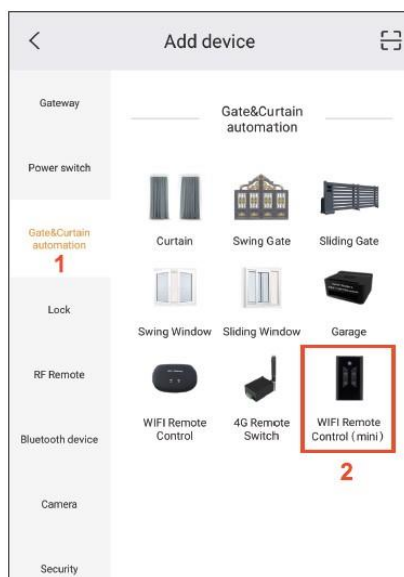 Add device
Gateway
Power switch
Gate&Curtain
automation
1
Lock
RF Remote
Bluetooth device
Camera
Security
Gate&Curtain
automation
Curtain
Swing Gate
Sliding Gate
Swing Window
Sliding Window
Garage
WIFI Remote
Control
4G Remote
Switch
WIFI Remote
Control (mini)
2